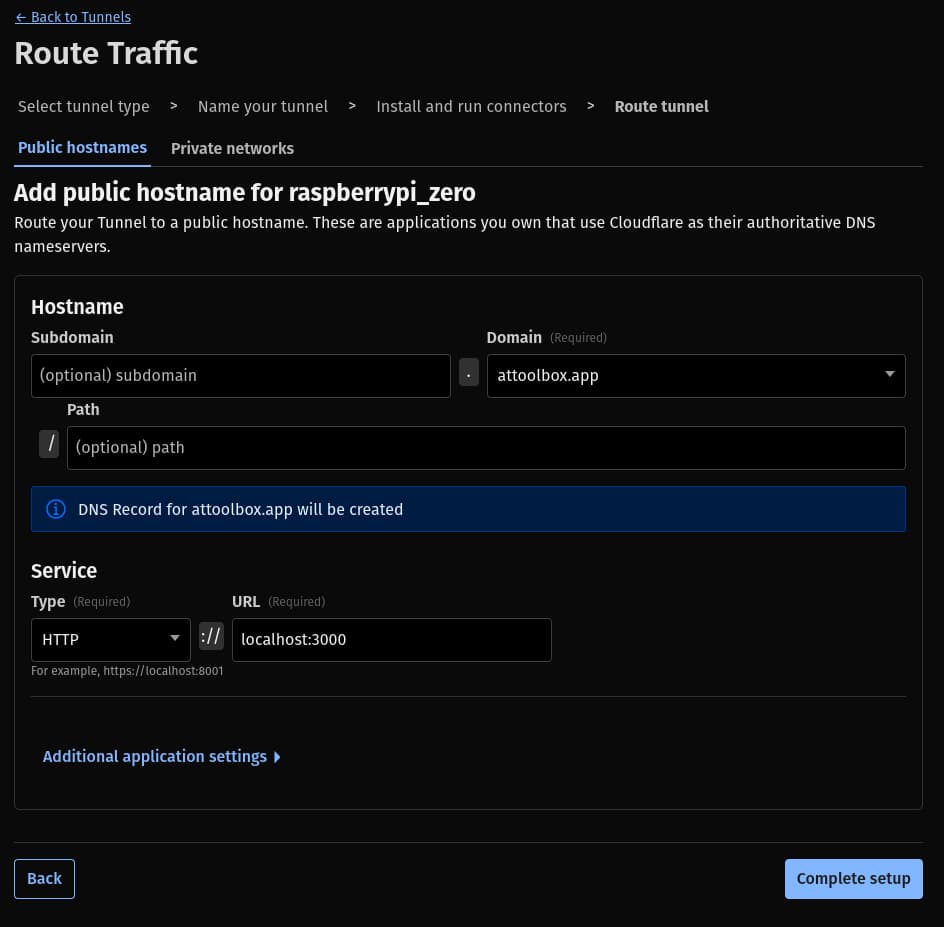 ← Back to Tunnels
Route Traffic
Select tunnel type > Name your tunnel > Install and run connectors > Route tunnel
Public hostnames Private networks
Add public hostname for raspberrypi_zero
Route your Tunnel to a public hostname. These are applications you own that use Cloudflare as their authoritative DNS
nameservers.
Hostname
Subdomain Domain (Required)
(optional) subdomain . attoolbox.app
Path
/ (optional) path
DNS Record for attoolbox.app will be created
Service
Type (Required) URL (Required)
HTTP :// localhost:3000
For example, https://localhost:8001
Additional application settings
Back Complete setup